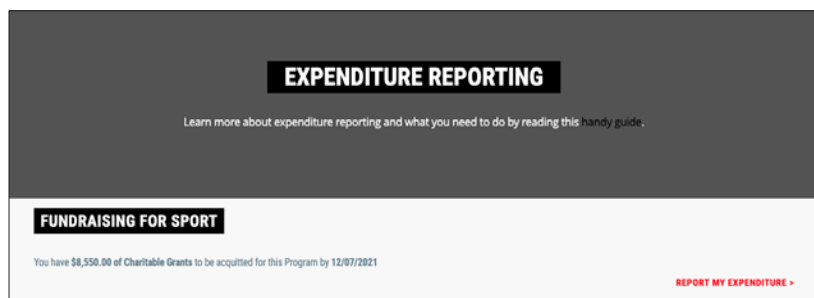 EXPENDITURE REPORTING
Learn more about expenditure reporting and what you need to do by reading this handy guide.
FUNDRAISING FOR SPORT
You have $8,550.00 of Charitable Grants to be acquitted for this Program by 12/07/2021
REPORT MY EXPENDITURE >